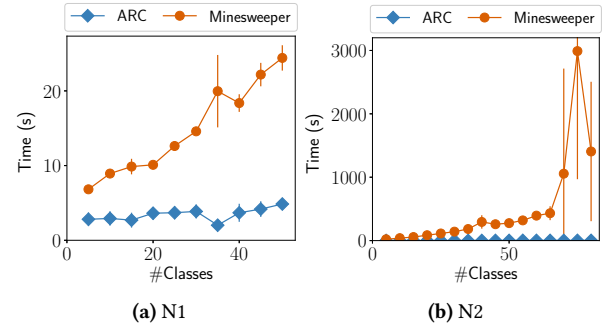 ARC Minesweeper
20
10
0
Time (s)
0 20 40
#Classes
(a) N1
ARC Minesweeper
3000
2000
1000
0
Time (s)
50
#Classes
(b) N2